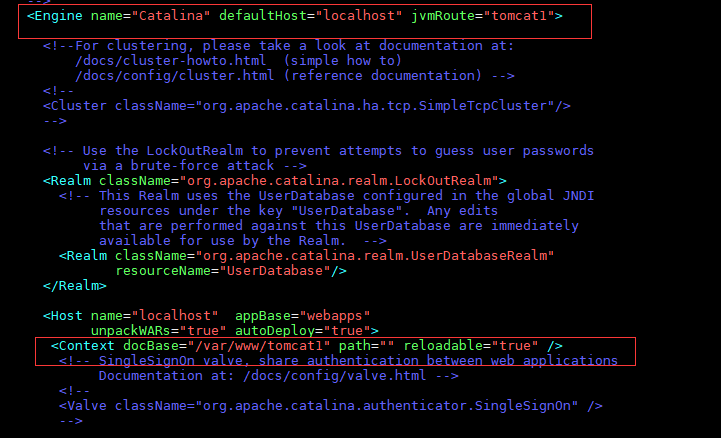 -->
<Engine name="Catalina" defaultHost="localhost" jvmRoute="tomcat1">
<!--For clustering, please take a look at documentation at:
/docs/cluster-howto.html  (simple how to)
/docs/config/cluster.html (reference documentation) -->
<!--
<Cluster className="org.apache.catalina.ha.tcp.SimpleTcpCluster"/>
-->
<!-- Use the LockOutRealm to prevent attempts to guess user passwords
via a brute-force attack -->
<Realm className="org.apache.catalina.realm.LockOutRealm">
<!-- This Realm uses the UserDatabase configured in the global JNDI
resources under the key "UserDatabase".  Any edits
that are performed against this UserDatabase are immediately
available for use by the Realm.  -->
<Realm className="org.apache.catalina.realm.UserDatabaseRealm"
resourceName="UserDatabase"/>
</Realm>
<Host name="localhost"  appBase="webapps"
unpackWARs="true" autoDeploy="true">
<Context docBase="/var/www/tomcat1" path="" reloadable="true" />
<!-- SingleSignOn valve, share authentication between web applications
Documentation at: /docs/config/valve.html -->
<!--
<Valve className="org.apache.catalina.authenticator.SingleSignOn" />
-->